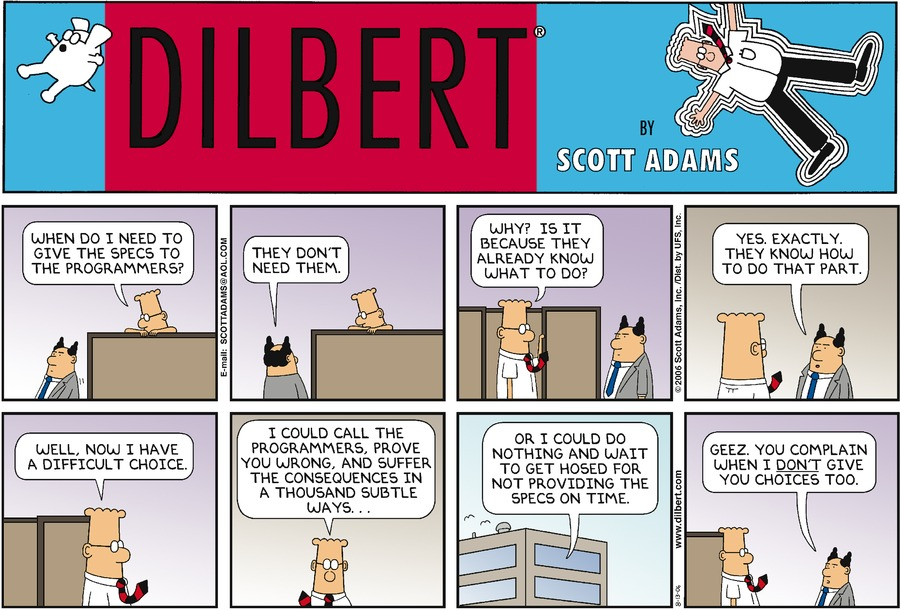 DILBERT®
BY
SCOTT ADAMS
WHEN DO I NEED TO
GIVE THE SPECS TO
THE PROGRAMMERS?
E-mail: SCOTTADAMS@AOL.COM
THEY DON'T
NEED THEM.
WHY? IS IT
BECAUSE THEY
ALREADY KNOW
WHAT TO DO?
© 2006 Scott Adams, Inc./Dist. by UFS, Inc.
YES. EXACTLY.
THEY KNOW HOW
TO DO THAT PART.
WELL, NOW I HAVE
A DIFFICULT CHOICE.
I COULD CALL THE
PROGRAMMERS, PROVE
YOU WRONG, AND SUFFER
THE CONSEQUENCES IN
A THOUSAND SUBTLE
WAYS...
OR I COULD DO
NOTHING AND WAIT
TO GET HOSED FOR
NOT PROVIDING THE
SPECS ON TIME.
www.dilbert.com
8-13-06
GEEZ. YOU COMPLAIN
WHEN I DON'T GIVE
YOU CHOICES TOO.